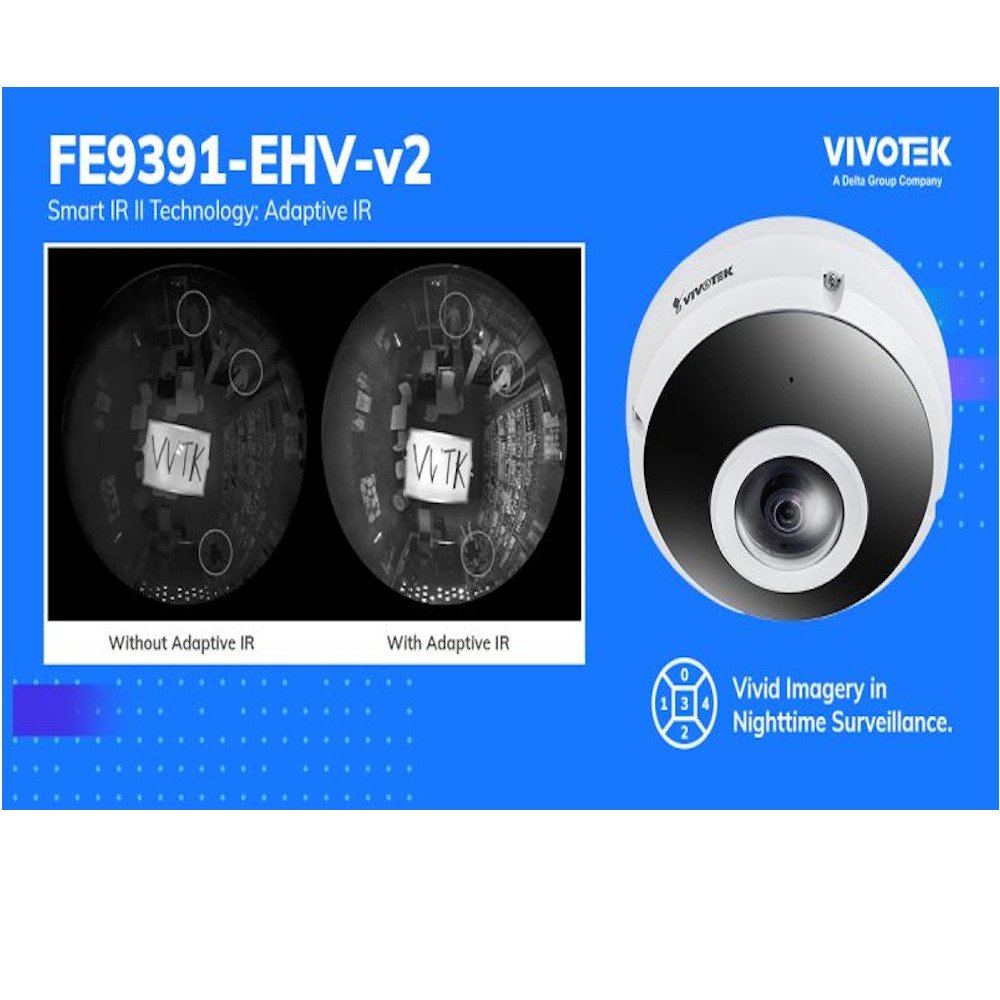 FE9391-EHV-v2
Smart IR II Technology: Adaptive IR
VIVOTEK
A Delta Group Company
VIVOTEK
VVTK
VVTK
Without Adaptive IR
With Adaptive IR
0
1 3 4
2
Vivid Imagery in
Nighttime Surveillance.